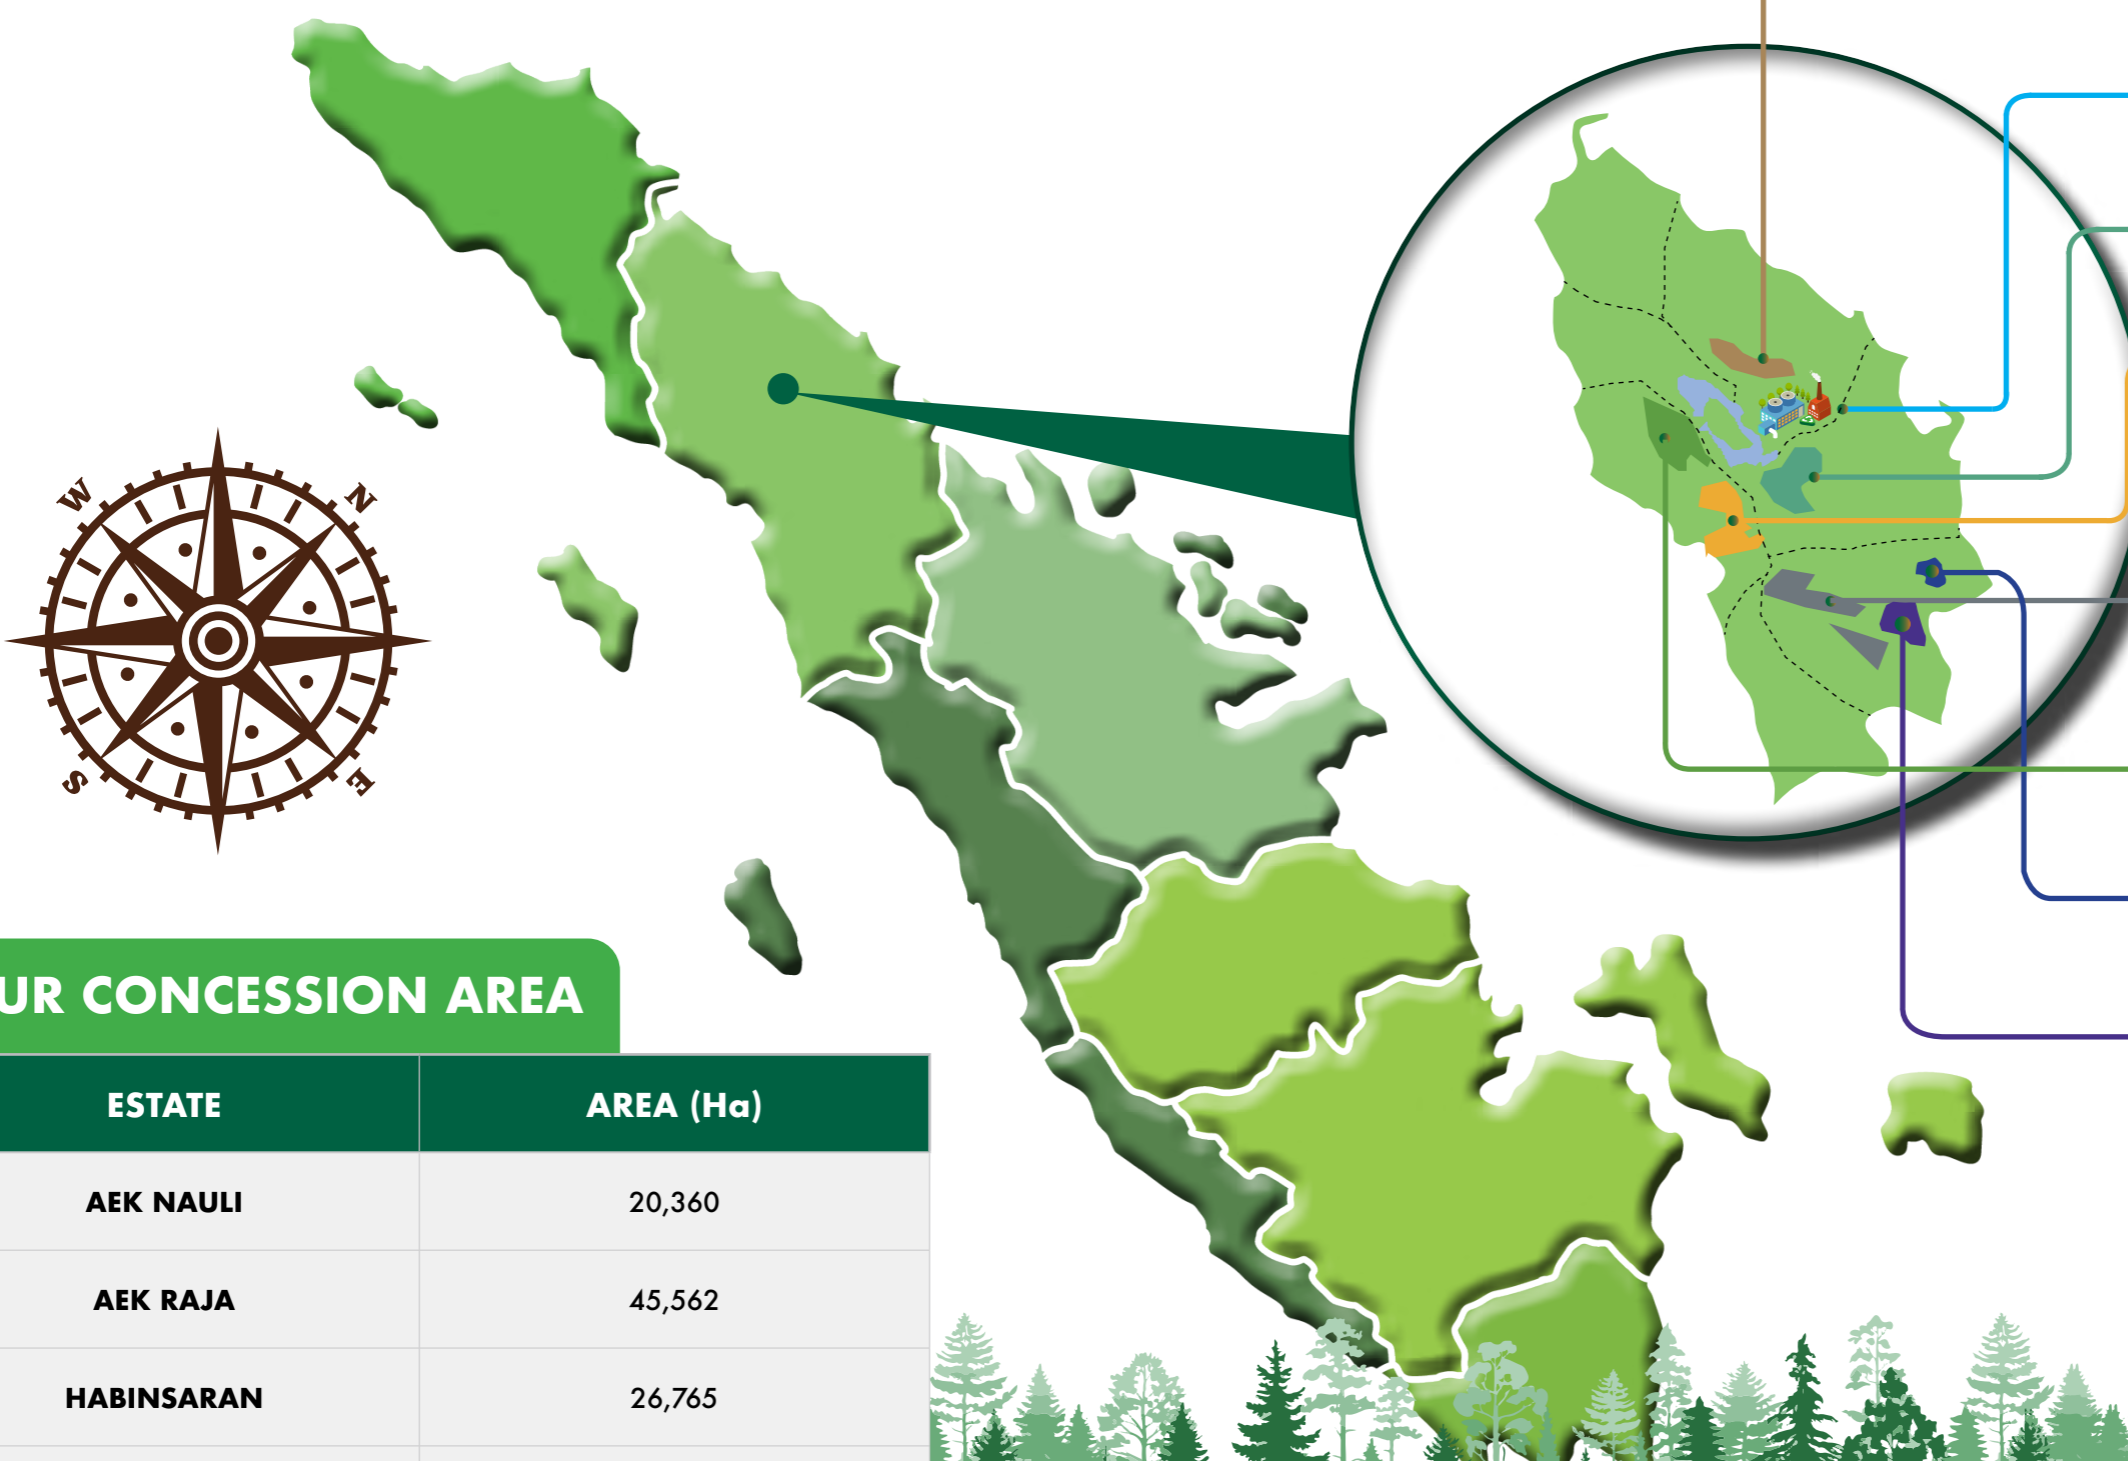 W N
S E
UR CONCESSION AREA
ESTATE AREA (Ha)
AEK NAULI 20,360
AEK RAJA 45,562
HABINSARAN 26,765